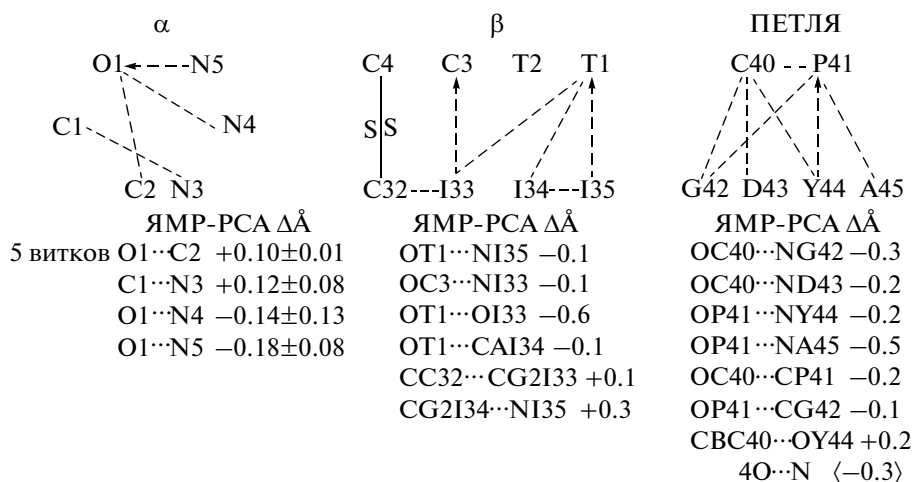 α β ПЕТЛЯ
O1 N5 C4 C3 T2 T1 C40 P41
C1 N4 S S
C2 N3 C32 I33 I34 I35 G42 D43 Y44 A45
ЯМР-РСА ΔÅ ЯМР-РСА ΔÅ ЯМР-РСА ΔÅ
5 витков O1···C2 +0.10±0.01 OT1···NI35 −0.1 OC40···NG42 −0.3
C1···N3 +0.12±0.08 OC3···NI33 −0.1 OC40···ND43 −0.2
O1···N4 −0.14±0.13 OT1···OI33 −0.6 OP41···NY44 −0.2
O1···N5 −0.18±0.08 OT1···CAI34 −0.1 OP41···NA45 −0.5
CC32···CG2I33 +0.1 OC40···CP41 −0.2
CG2I34···NI35 +0.3 OP41···CG42 −0.1
CBC40···OY44 +0.2
4O···N ⟨−0.3⟩